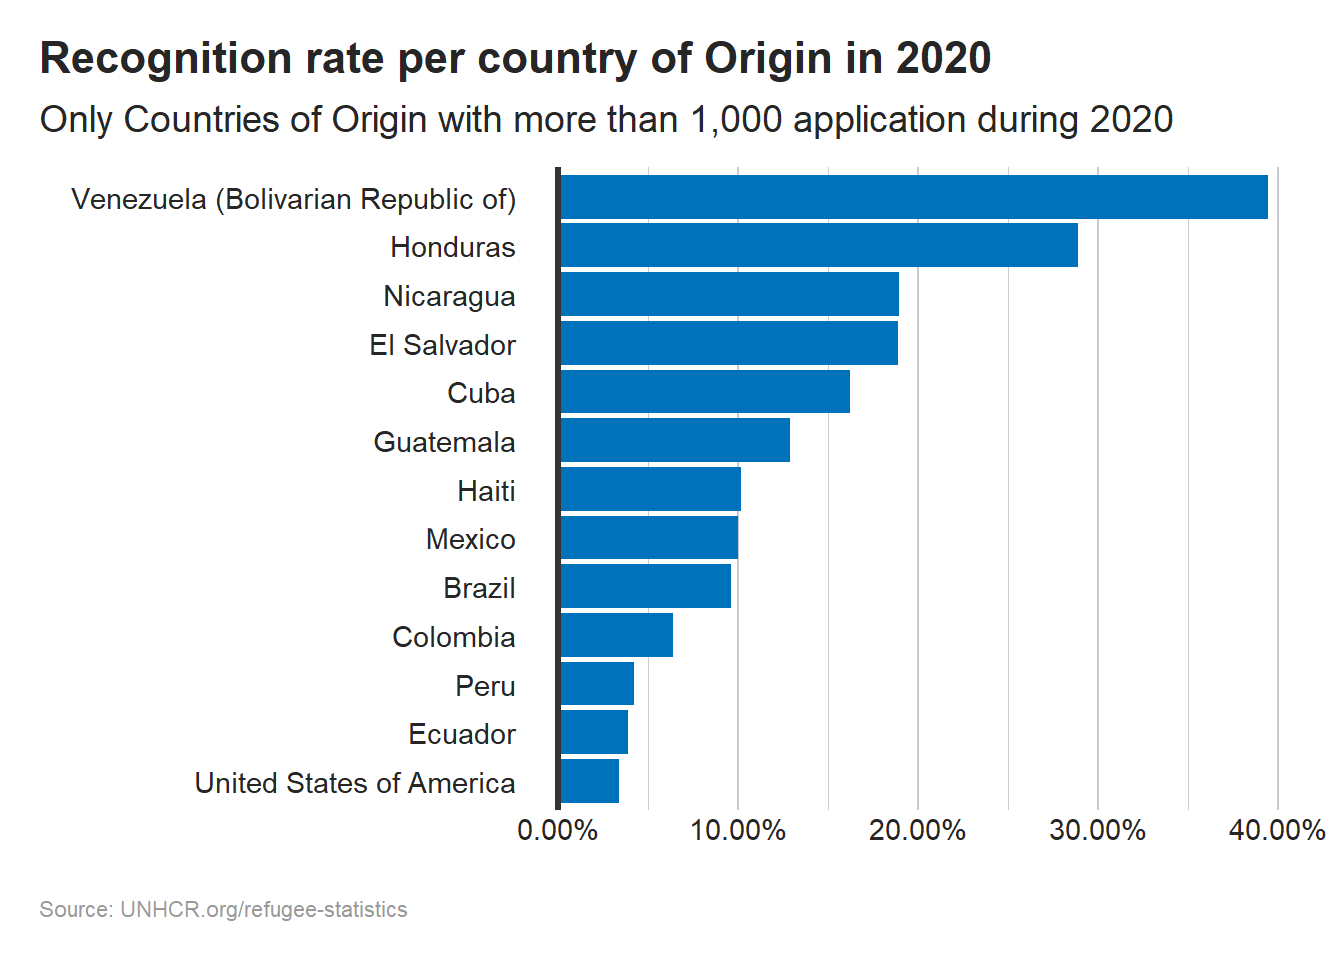 Recognition rate per country of Origin in 2020
Only Countries of Origin with more than 1,000 application during 2020
Venezuela (Bolivarian Republic of)
Honduras
Nicaragua
El Salvador
Cuba
Guatemala
Haiti
Mexico
Brazil
Colombia
Peru
Ecuador
United States of America
0.00% 10.00% 20.00% 30.00% 40.00%
Source: UNHCR.org/refugee-statistics